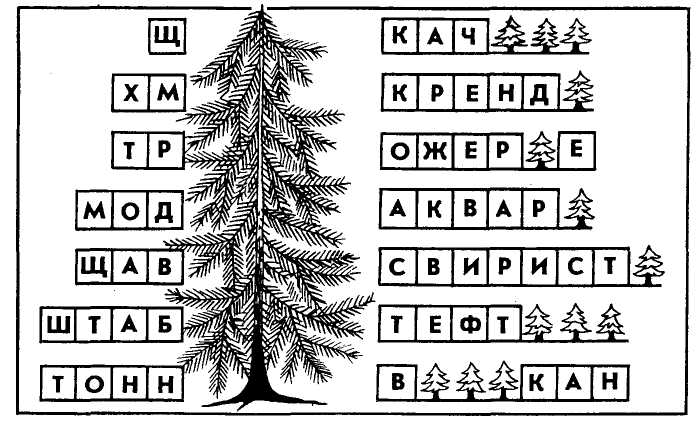 Щ КАЧ
ХМ КРЕНД
ТР ОЖЕР Е
МОД АКВАР
ЩАВ СВИРИСТ
ШТАБ ТЕФТ
ТОНН В КАН